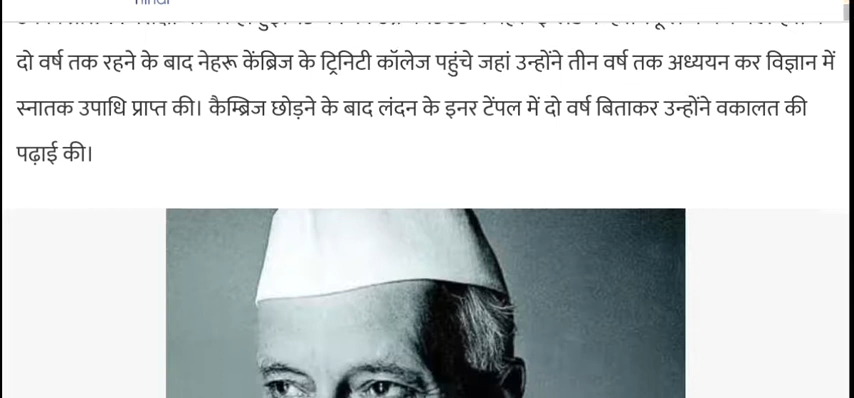 दो वर्ष तक रहने के बाद नेहरू केंब्रिज के ट्रिनिटी कॉलेज पहुंचे जहां उन्होंने तीन वर्ष तक अध्ययन कर विज्ञान में
स्नातक उपाधि प्राप्त की। कैम्ब्रिज छोड़ने के बाद लंदन के इनर टेंपल में दो वर्ष बिताकर उन्होंने वकालत की
पढ़ाई की।